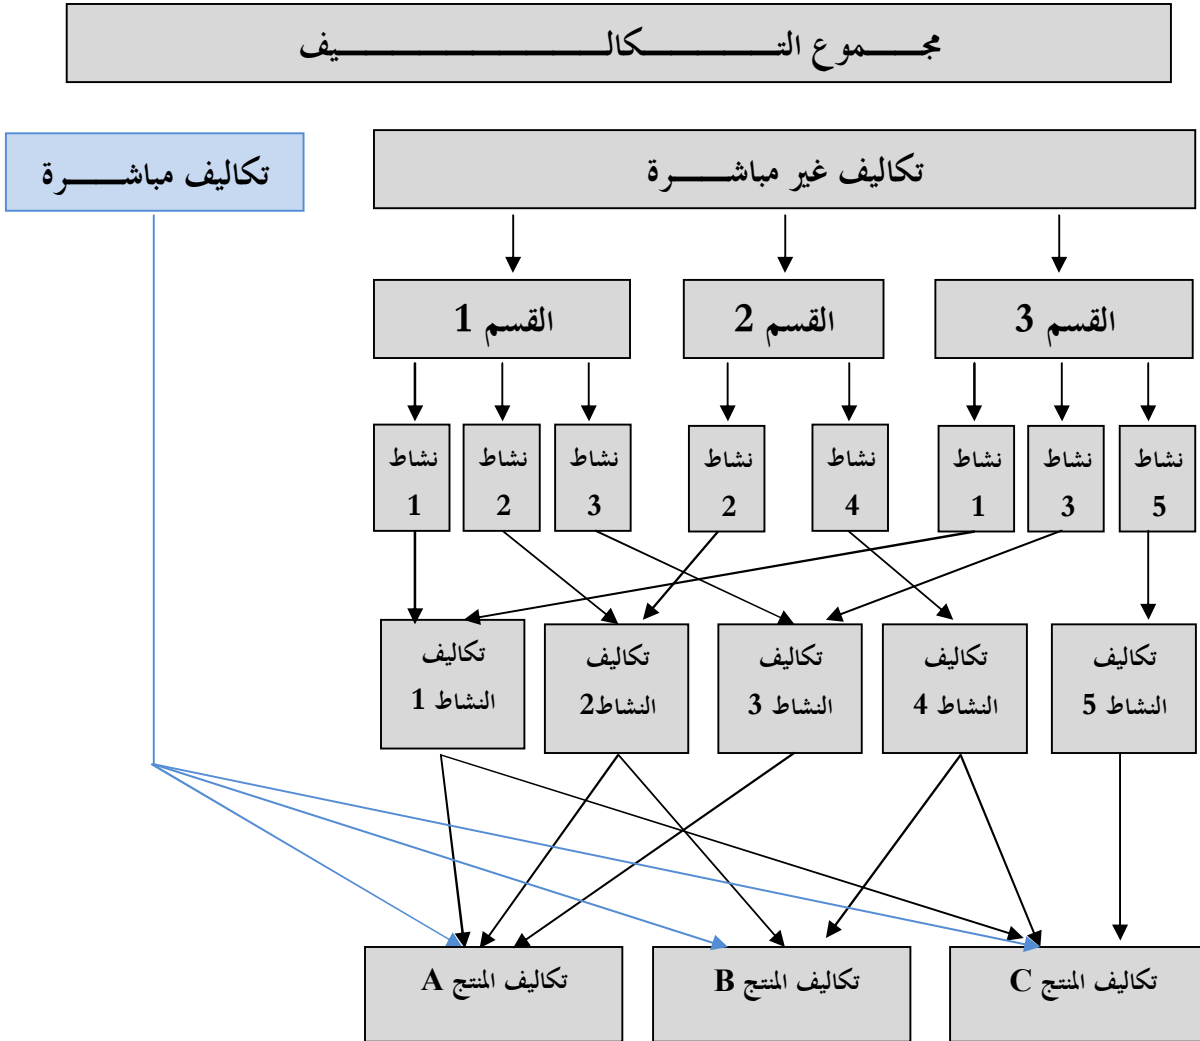 مجـــموع التـــــــكالــــــــــــــيف
تكاليف غير مباشـــــرة
تكاليف مباشـــــرة
القسم 3
القسم 2
القسم 1
نشاط
5
نشاط
3
نشاط
1
نشاط
4
نشاط
2
نشاط
3
نشاط
2
نشاط
1
تكاليف
النشاط 5
تكاليف
النشاط 4
تكاليف
النشاط 3
تكاليف
النشاط2
تكاليف
النشاط 1
تكاليف المنتج C
تكاليف المنتج B
تكاليف المنتج A